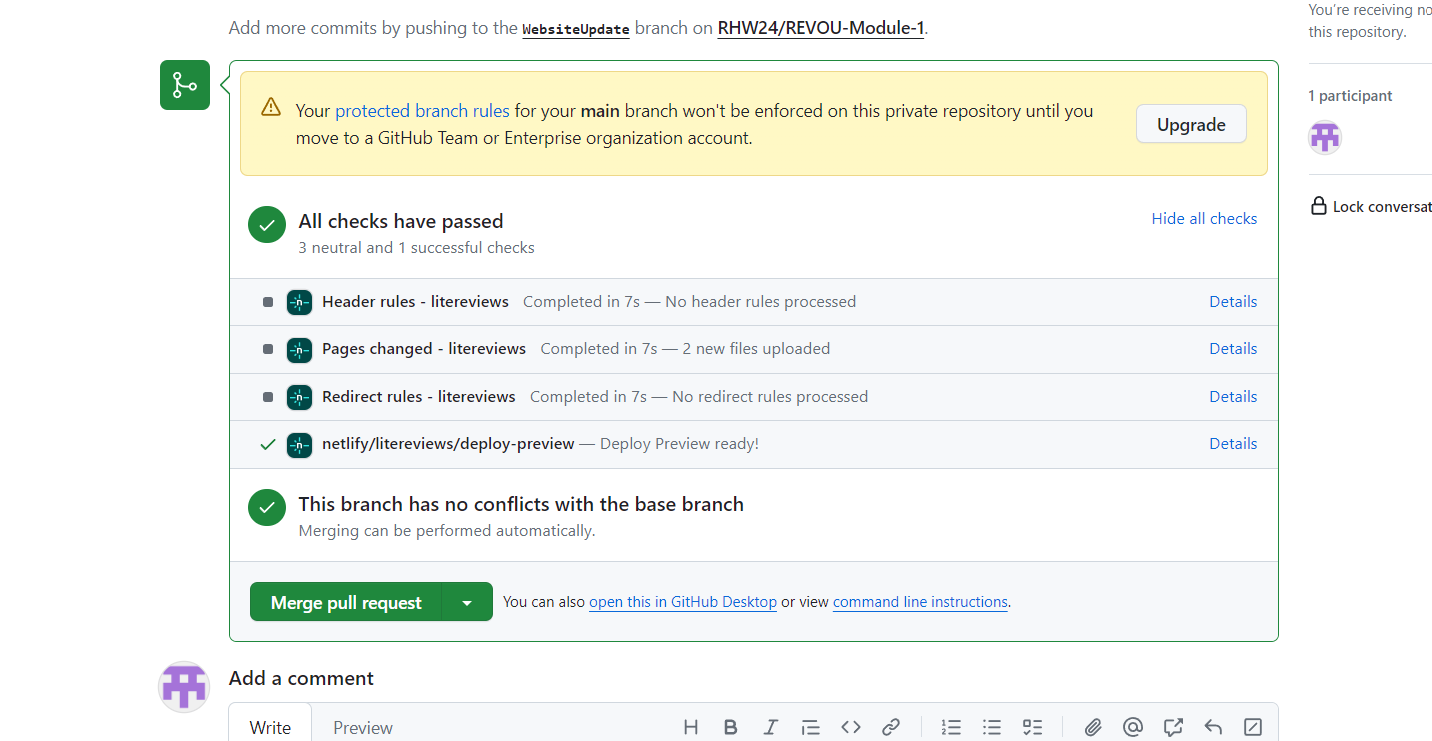 Add more commits by pushing to the WebsiteUpdate branch on RHW24/REVOU-Module-1.
You're receiving no
this repository.
Your protected branch rules for your main branch won't be enforced on this private repository until you
move to a GitHub Team or Enterprise organization account.
Upgrade
1 participant
All checks have passed
3 neutral and 1 successful checks
Hide all checks
Lock conversat
Header rules - litereviews Completed in 7s — No header rules processed Details
Pages changed - litereviews Completed in 7s — 2 new files uploaded Details
Redirect rules - litereviews Completed in 7s — No redirect rules processed Details
netlify/litereviews/deploy-preview — Deploy Preview ready! Details
This branch has no conflicts with the base branch
Merging can be performed automatically.
Merge pull request
You can also open this in GitHub Desktop or view command line instructions.
Add a comment
Write Preview